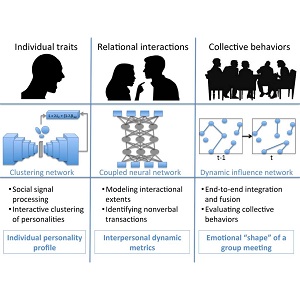 Individual traits
Relational interactions
Collective behaviors
Clustering network
Coupled neural network
t-1
t
Dynamic influence network
• Social signal
processing
• Interactive clustering
of personalities
• Modeling interactional
extents
• Identifying nonverbal
transactions
• End-to-end integration
and fusion
• Evaluating collective
behaviors
Individual personality
profile
Interpersonal dynamic
metrics
Emotional “shape” of a
group meeting